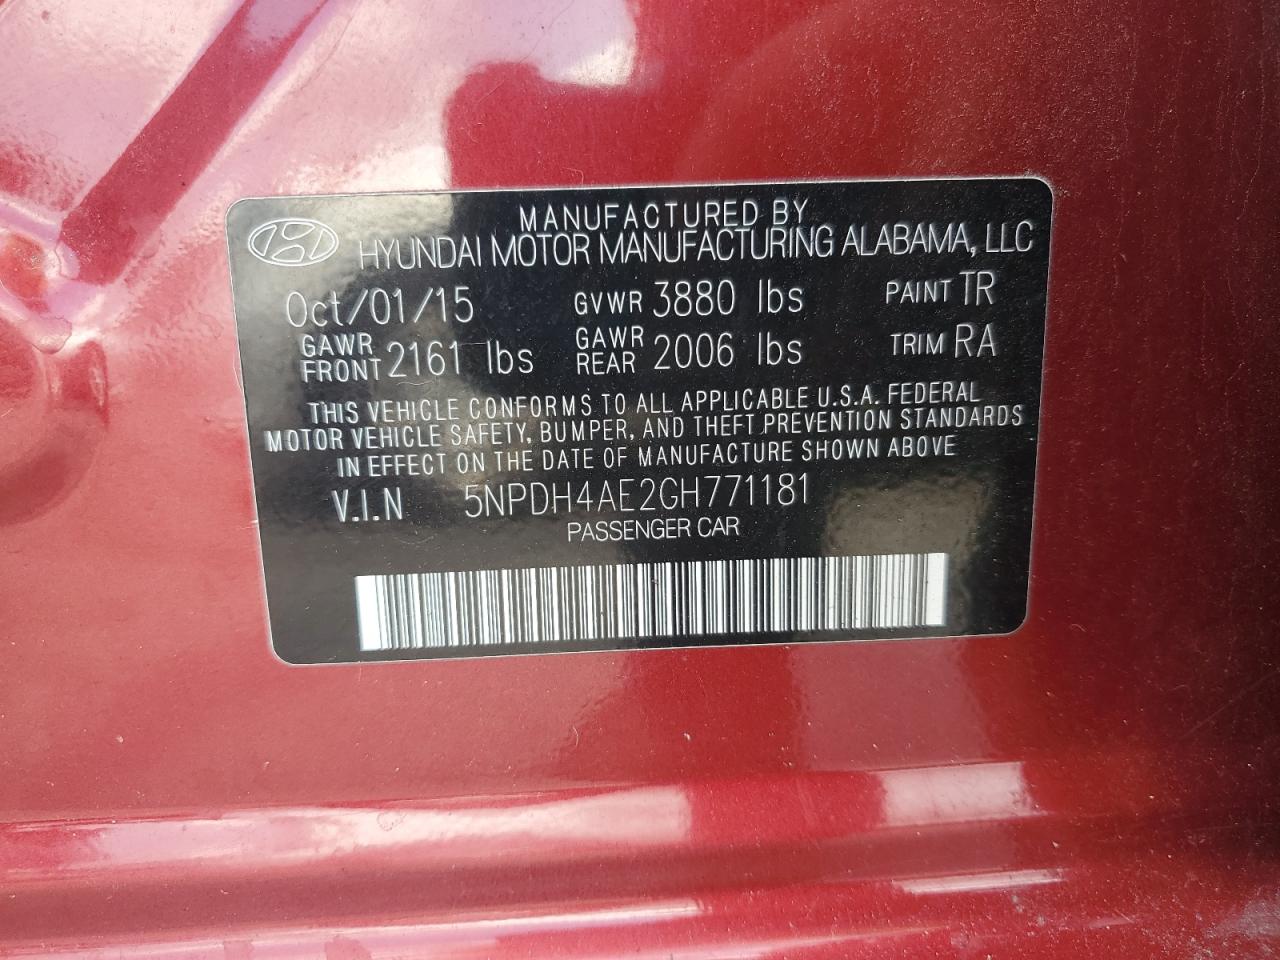 MANUFACTURED BY
HYUNDAI MOTOR MANUFACTURING ALABAMA, LLC
Oct/01/15 GVWR 3880 lbs PAINT TR
GAWR FRONT 2161 lbs GAWR REAR 2006 lbs TRIM RA
THIS VEHICLE CONFORMS TO ALL APPLICABLE U.S.A. FEDERAL
MOTOR VEHICLE SAFETY, BUMPER, AND THEFT PREVENTION STANDARDS
IN EFFECT ON THE DATE OF MANUFACTURE SHOWN ABOVE
V.I.N 5NPDH4AE2GH771181
PASSENGER CAR